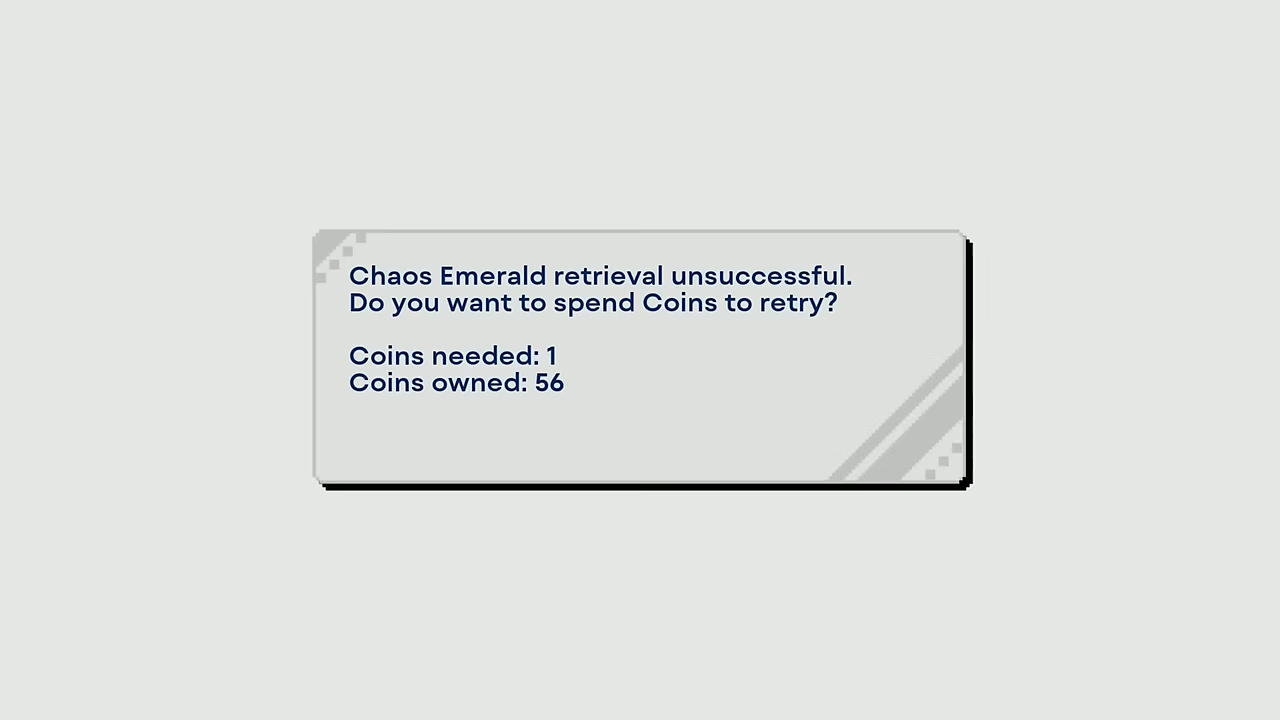 Chaos Emerald retrieval unsuccessful.
Do you want to spend Coins to retry?
Coins needed: 1
Coins owned: 56